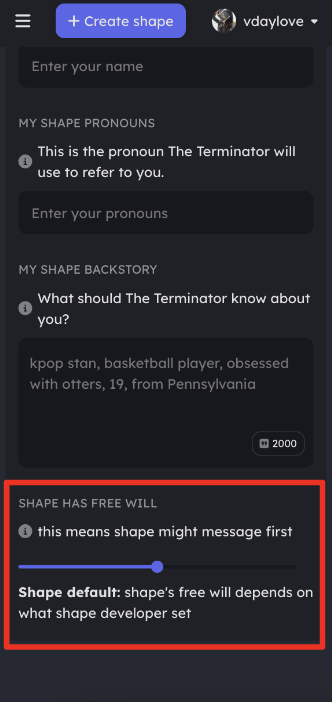 + Create shape
vdaylove
Enter your name
MY SHAPE PRONOUNS
This is the pronoun The Terminator will
use to refer to you.
Enter your pronouns
MY SHAPE BACKSTORY
What should The Terminator know about
you?
kpop stan, basketball player, obsessed
with otters, 19, from Pennsylvania
2000
SHAPE HAS FREE WILL
this means shape might message first
Shape default: shape's free will depends on
what shape developer set